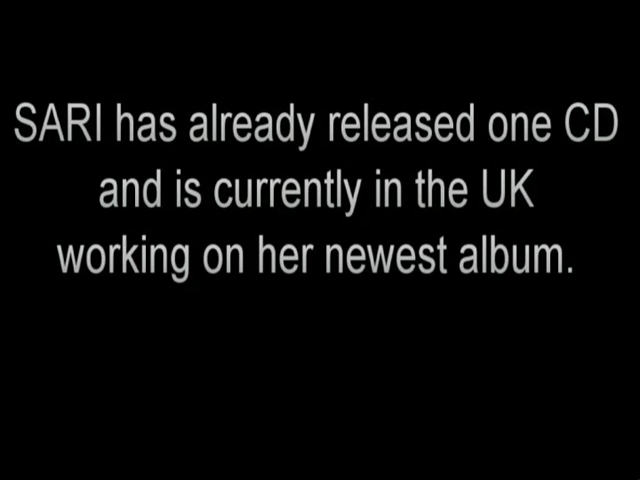 SARI has already released one CD
and is currently in the UK
working on her newest album.